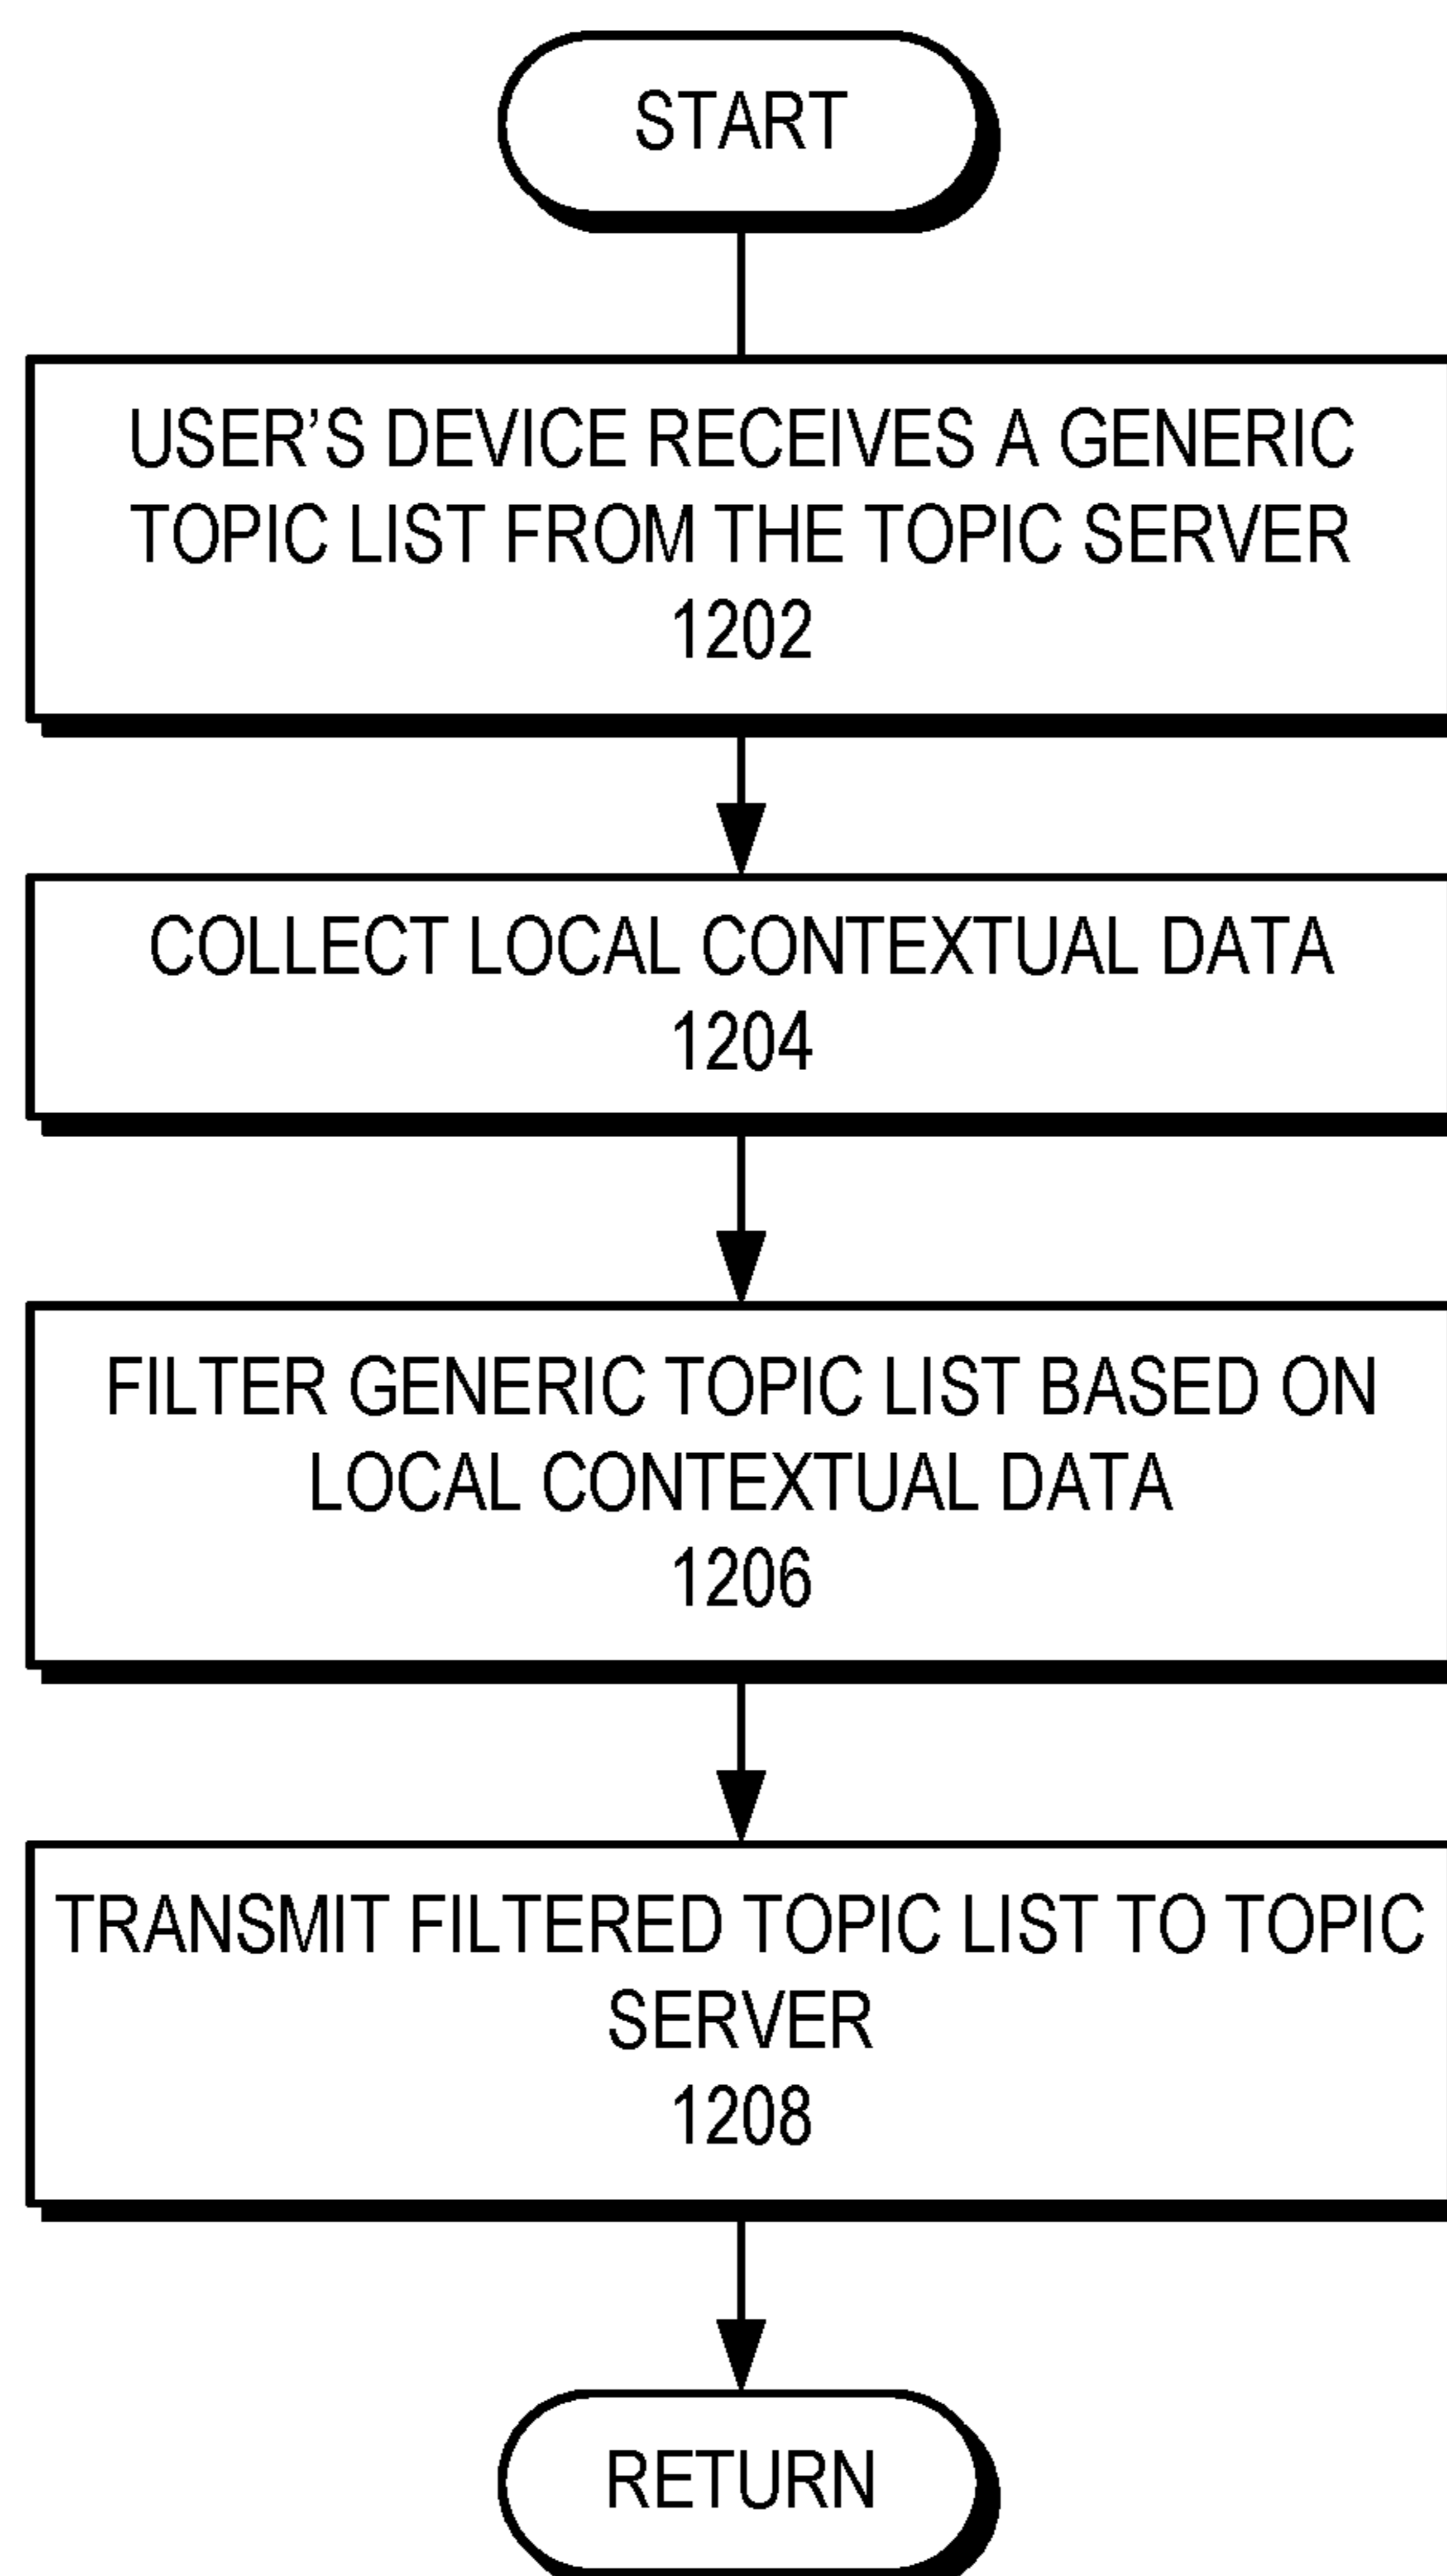 START
USER’S DEVICE RECEIVES A GENERIC
TOPIC LIST FROM THE TOPIC SERVER
1202
COLLECT LOCAL CONTEXTUAL DATA
1204
FILTER GENERIC TOPIC LIST BASED ON
LOCAL CONTEXTUAL DATA
1206
TRANSMIT FILTERED TOPIC LIST TO TOPIC
SERVER
1208
RETURN